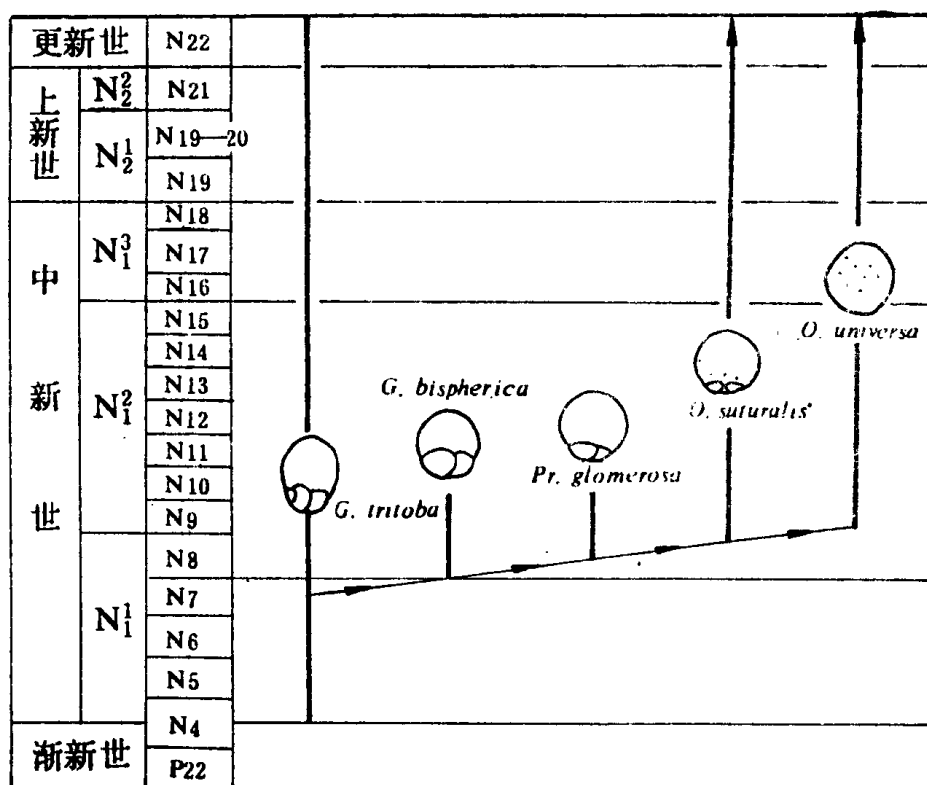 更新世 N22
上新世 N₂² N21
N₂¹ N19—20
N19
中新世 N₁³ N18
N17
N16
N₁² N15
N14
N13
N12
N11
N10
N9
N₁¹ N8
N7
N6
N5
N4
渐新世 P22
O. universa
O. suturalis
G. bispherica
Pr. glomerosa
G. tritoba